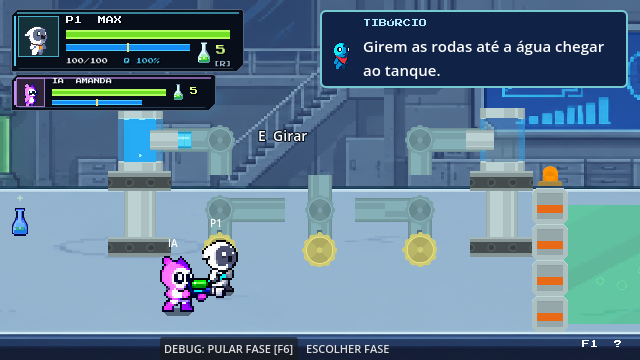 P1 MAX
100/100 Q 100%
5
[R]
IA AMANDA
5
TIBÚRCIO
Girem as rodas até a água chegar
ao tanque.
E Girar
P1
IA
DEBUG: PULAR FASE [F6] ESCOLHER FASE
F1 ?